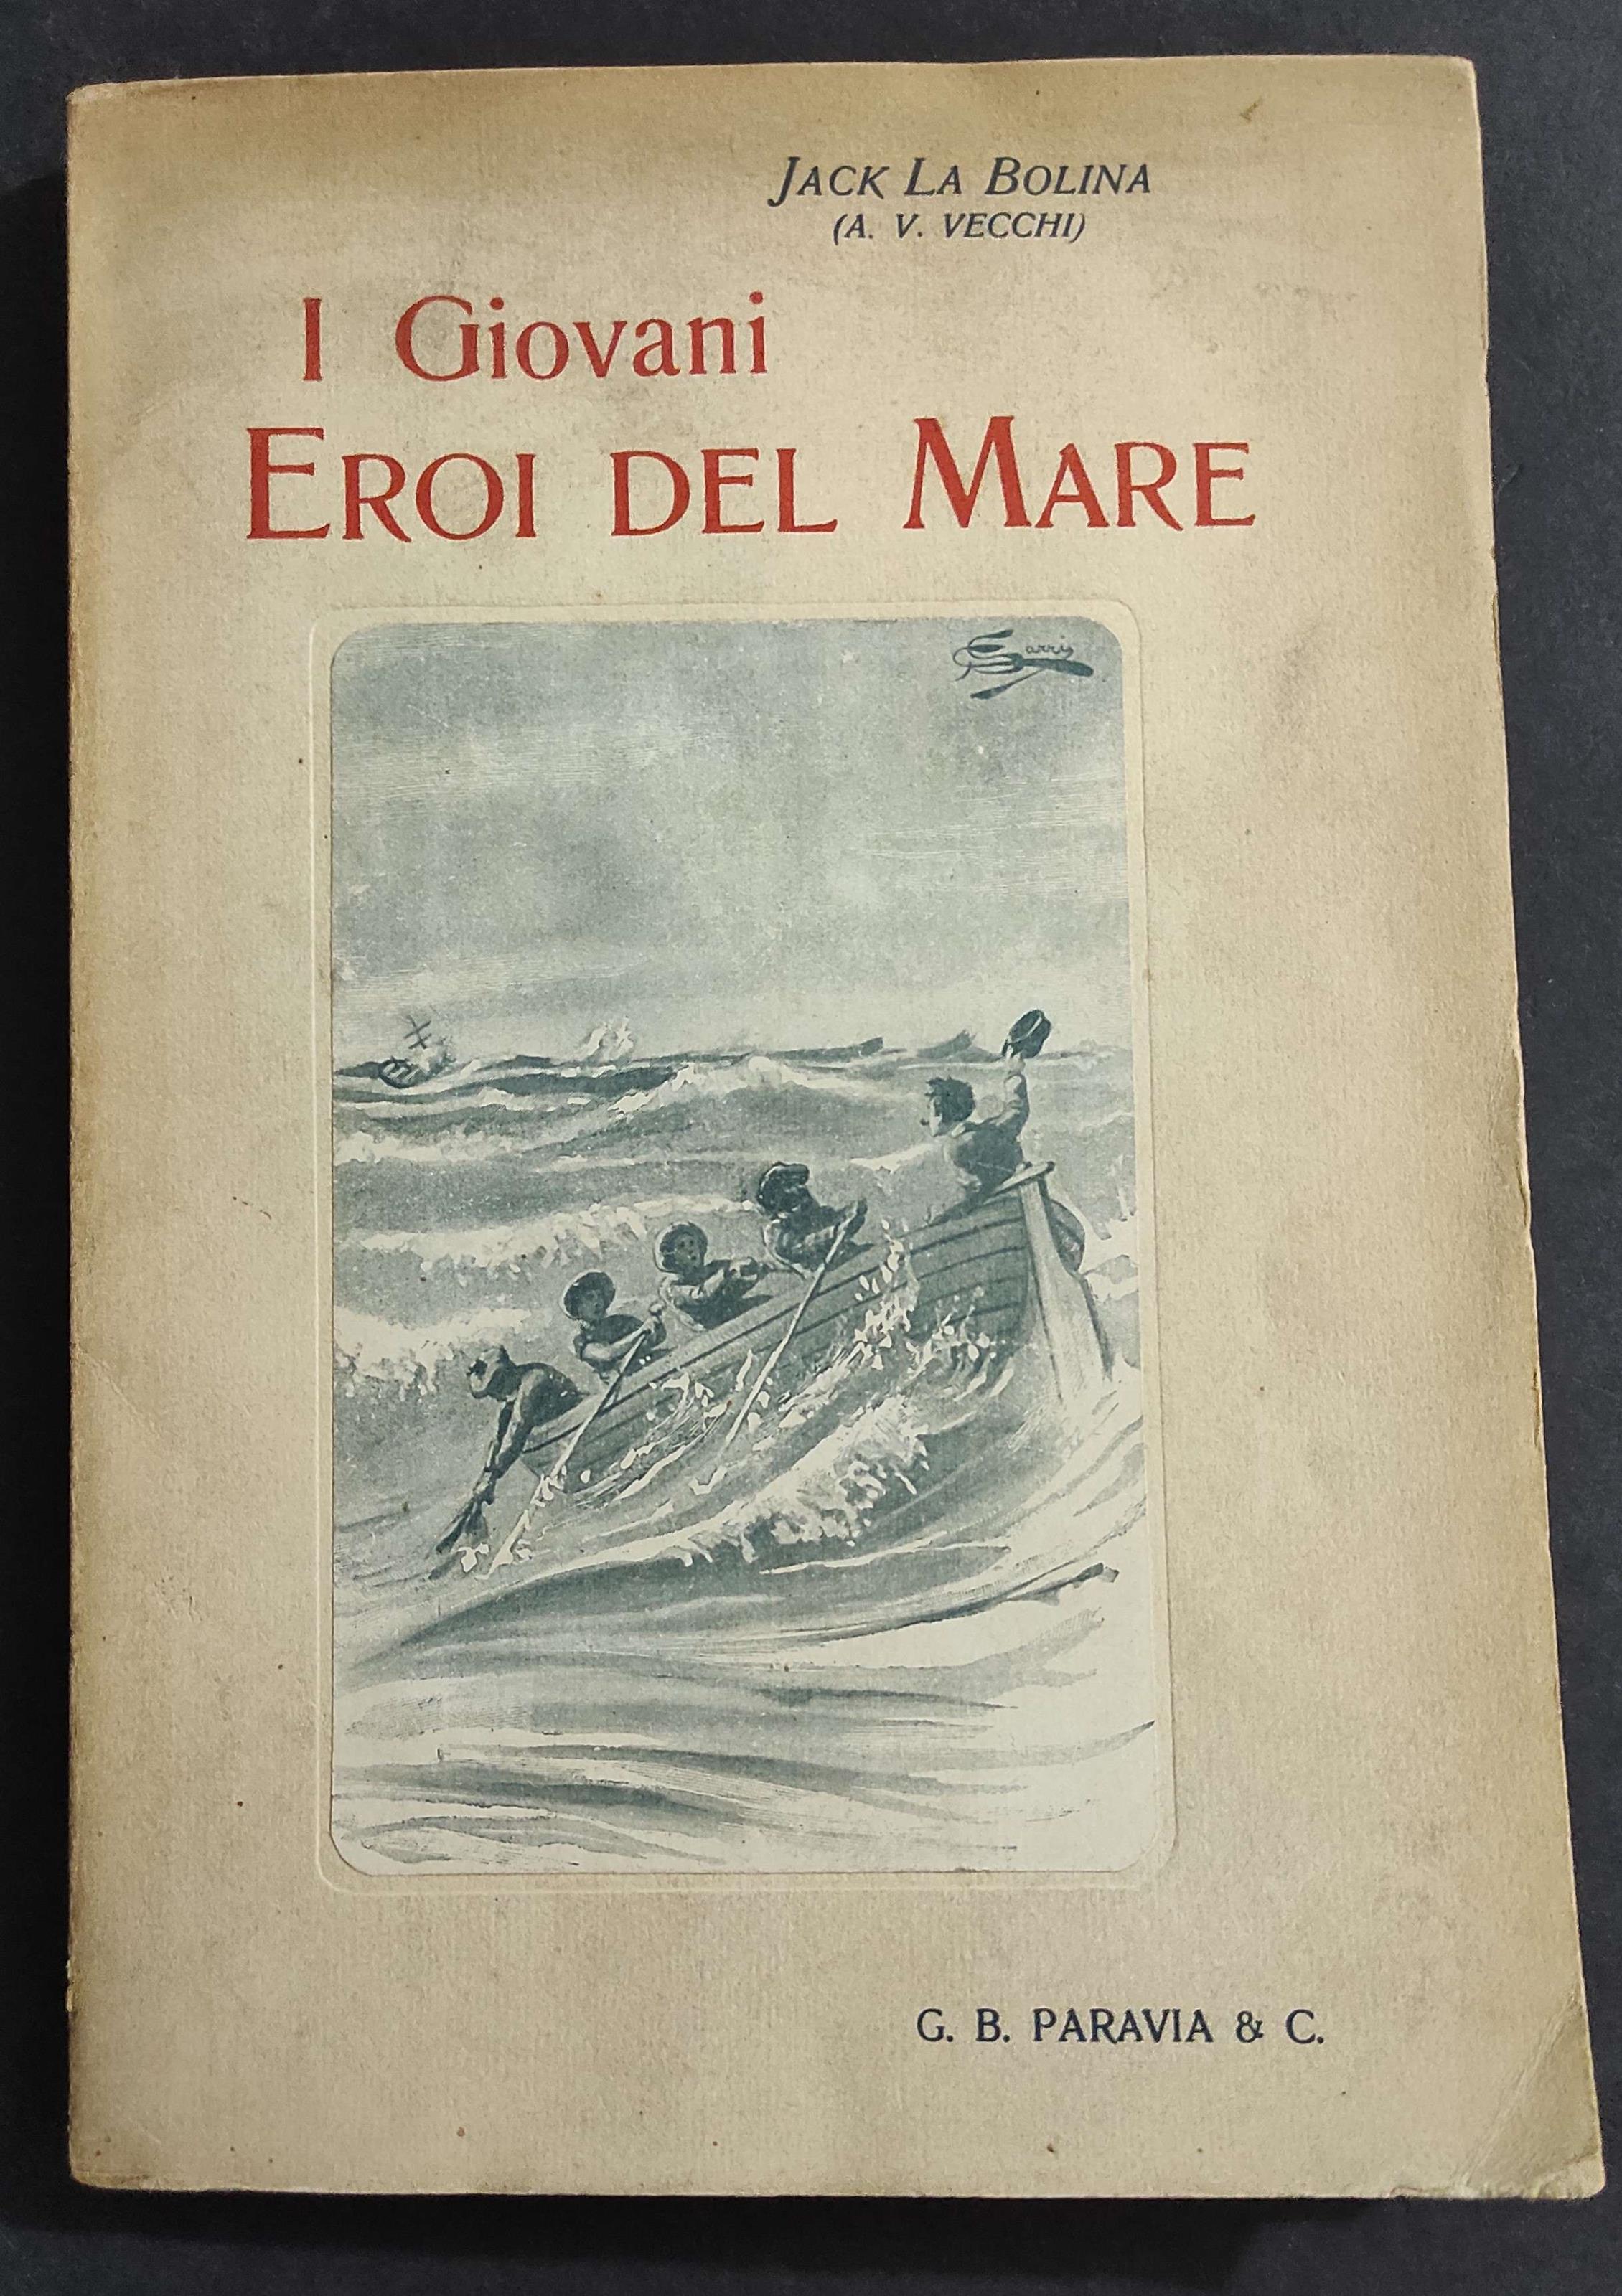 JACK LA BOLINA
(A. V. VECCHI)
I Giovani
EROI DEL MARE
G. B. PARAVIA & C.